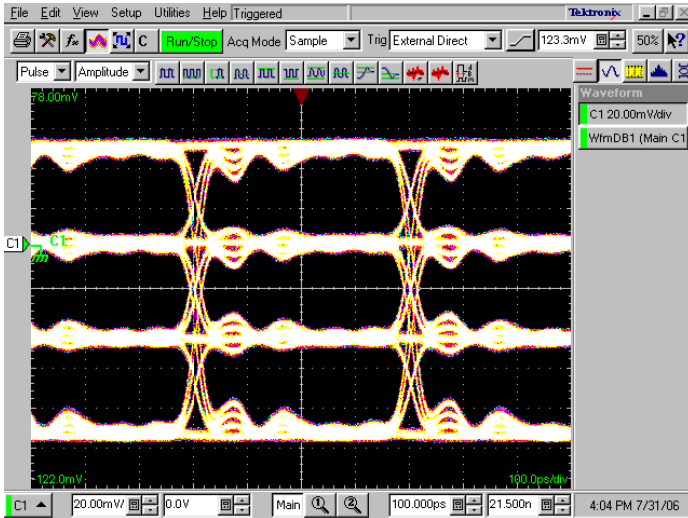 File Edit View Setup Utilities Help Triggered Tektronix
C Run/Stop Acq Mode Sample Trig External Direct 123.3mV 50%
Pulse Amplitude
78.00mV
Waveform
C1 20.00mV/div
WfmDB1 (Main C1
C1 C1
-122.0mV 100.0ps/div
C1 20.00mV/ 0.0V Main 1 2 100.000ps 21.500n 4:04 PM 7/31/06